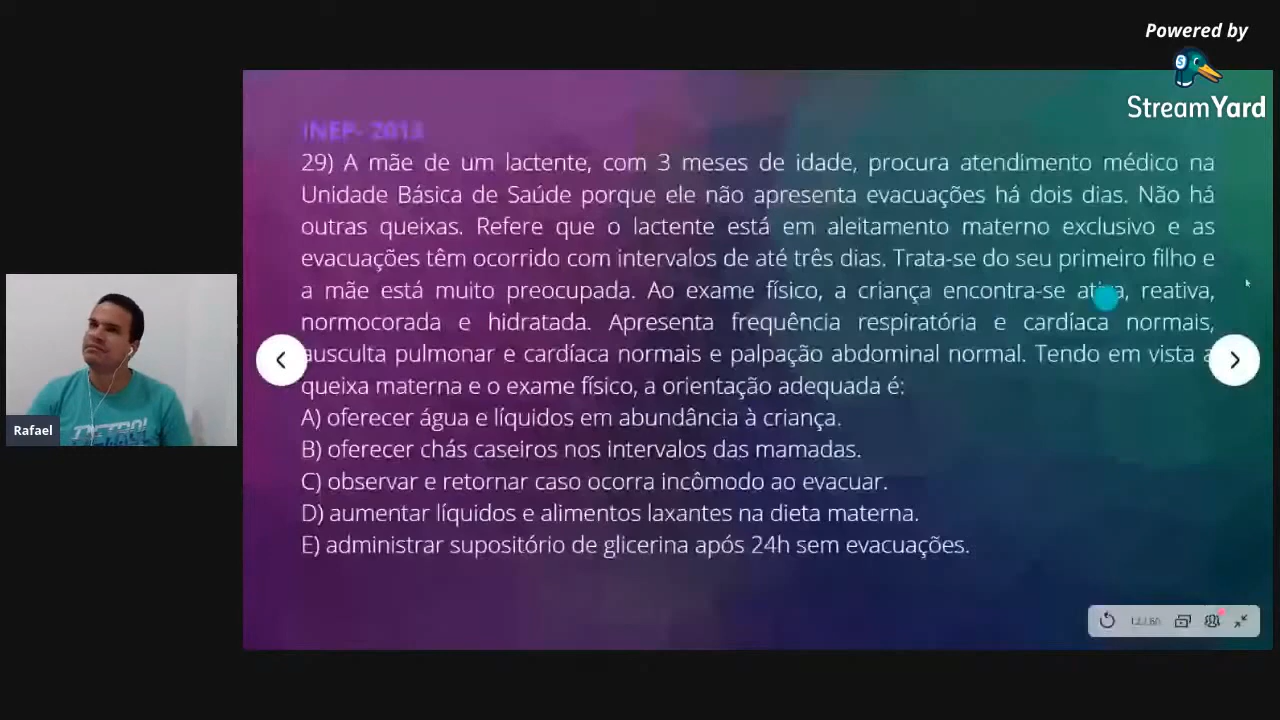 Powered by
StreamYard
INEP- 2013
29) A mãe de um lactente, com 3 meses de idade, procura atendimento médico na
Unidade Básica de Saúde porque ele não apresenta evacuações há dois dias. Não há
outras queixas. Refere que o lactente está em aleitamento materno exclusivo e as
evacuações têm ocorrido com intervalos de até três dias. Trata-se do seu primeiro filho e
a mãe está muito preocupada. Ao exame físico, a criança encontra-se ativa, reativa,
normocorada e hidratada. Apresenta frequência respiratória e cardíaca normais,
ausculta pulmonar e cardíaca normais e palpação abdominal normal. Tendo em vista a
queixa materna e o exame físico, a orientação adequada é:
A) oferecer água e líquidos em abundância à criança.
B) oferecer chás caseiros nos intervalos das mamadas.
C) observar e retornar caso ocorra incômodo ao evacuar.
D) aumentar líquidos e alimentos laxantes na dieta materna.
E) administrar supositório de glicerina após 24h sem evacuações.
Rafael